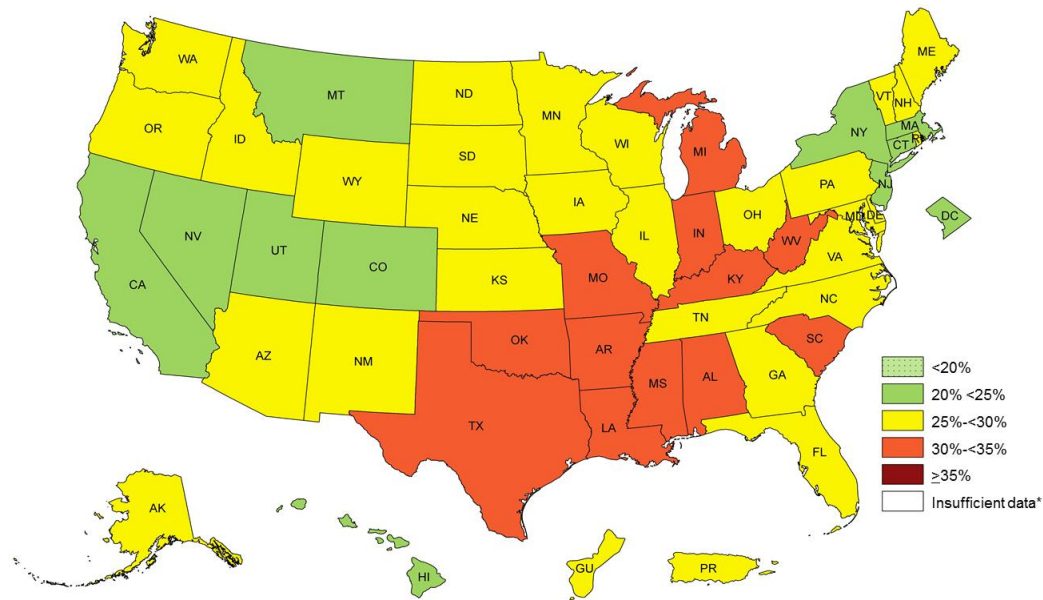 WA
MT
ND
MN
ME
VT
NH
OR
ID
SD
WI
NY
MA
CT
RI
MI
WY
PA
NJ
IA
NE
OH
MD
DE
DC
NV
UT
IL
IN
WV
CO
VA
CA
KS
MO
KY
NC
TN
OK
AR
SC
AZ
NM
MS
AL
GA
TX
LA
FL
AK
HI
GU
PR
<20%
20% <25%
25%-<30%
30%-<35%
≥35%
Insufficient data*